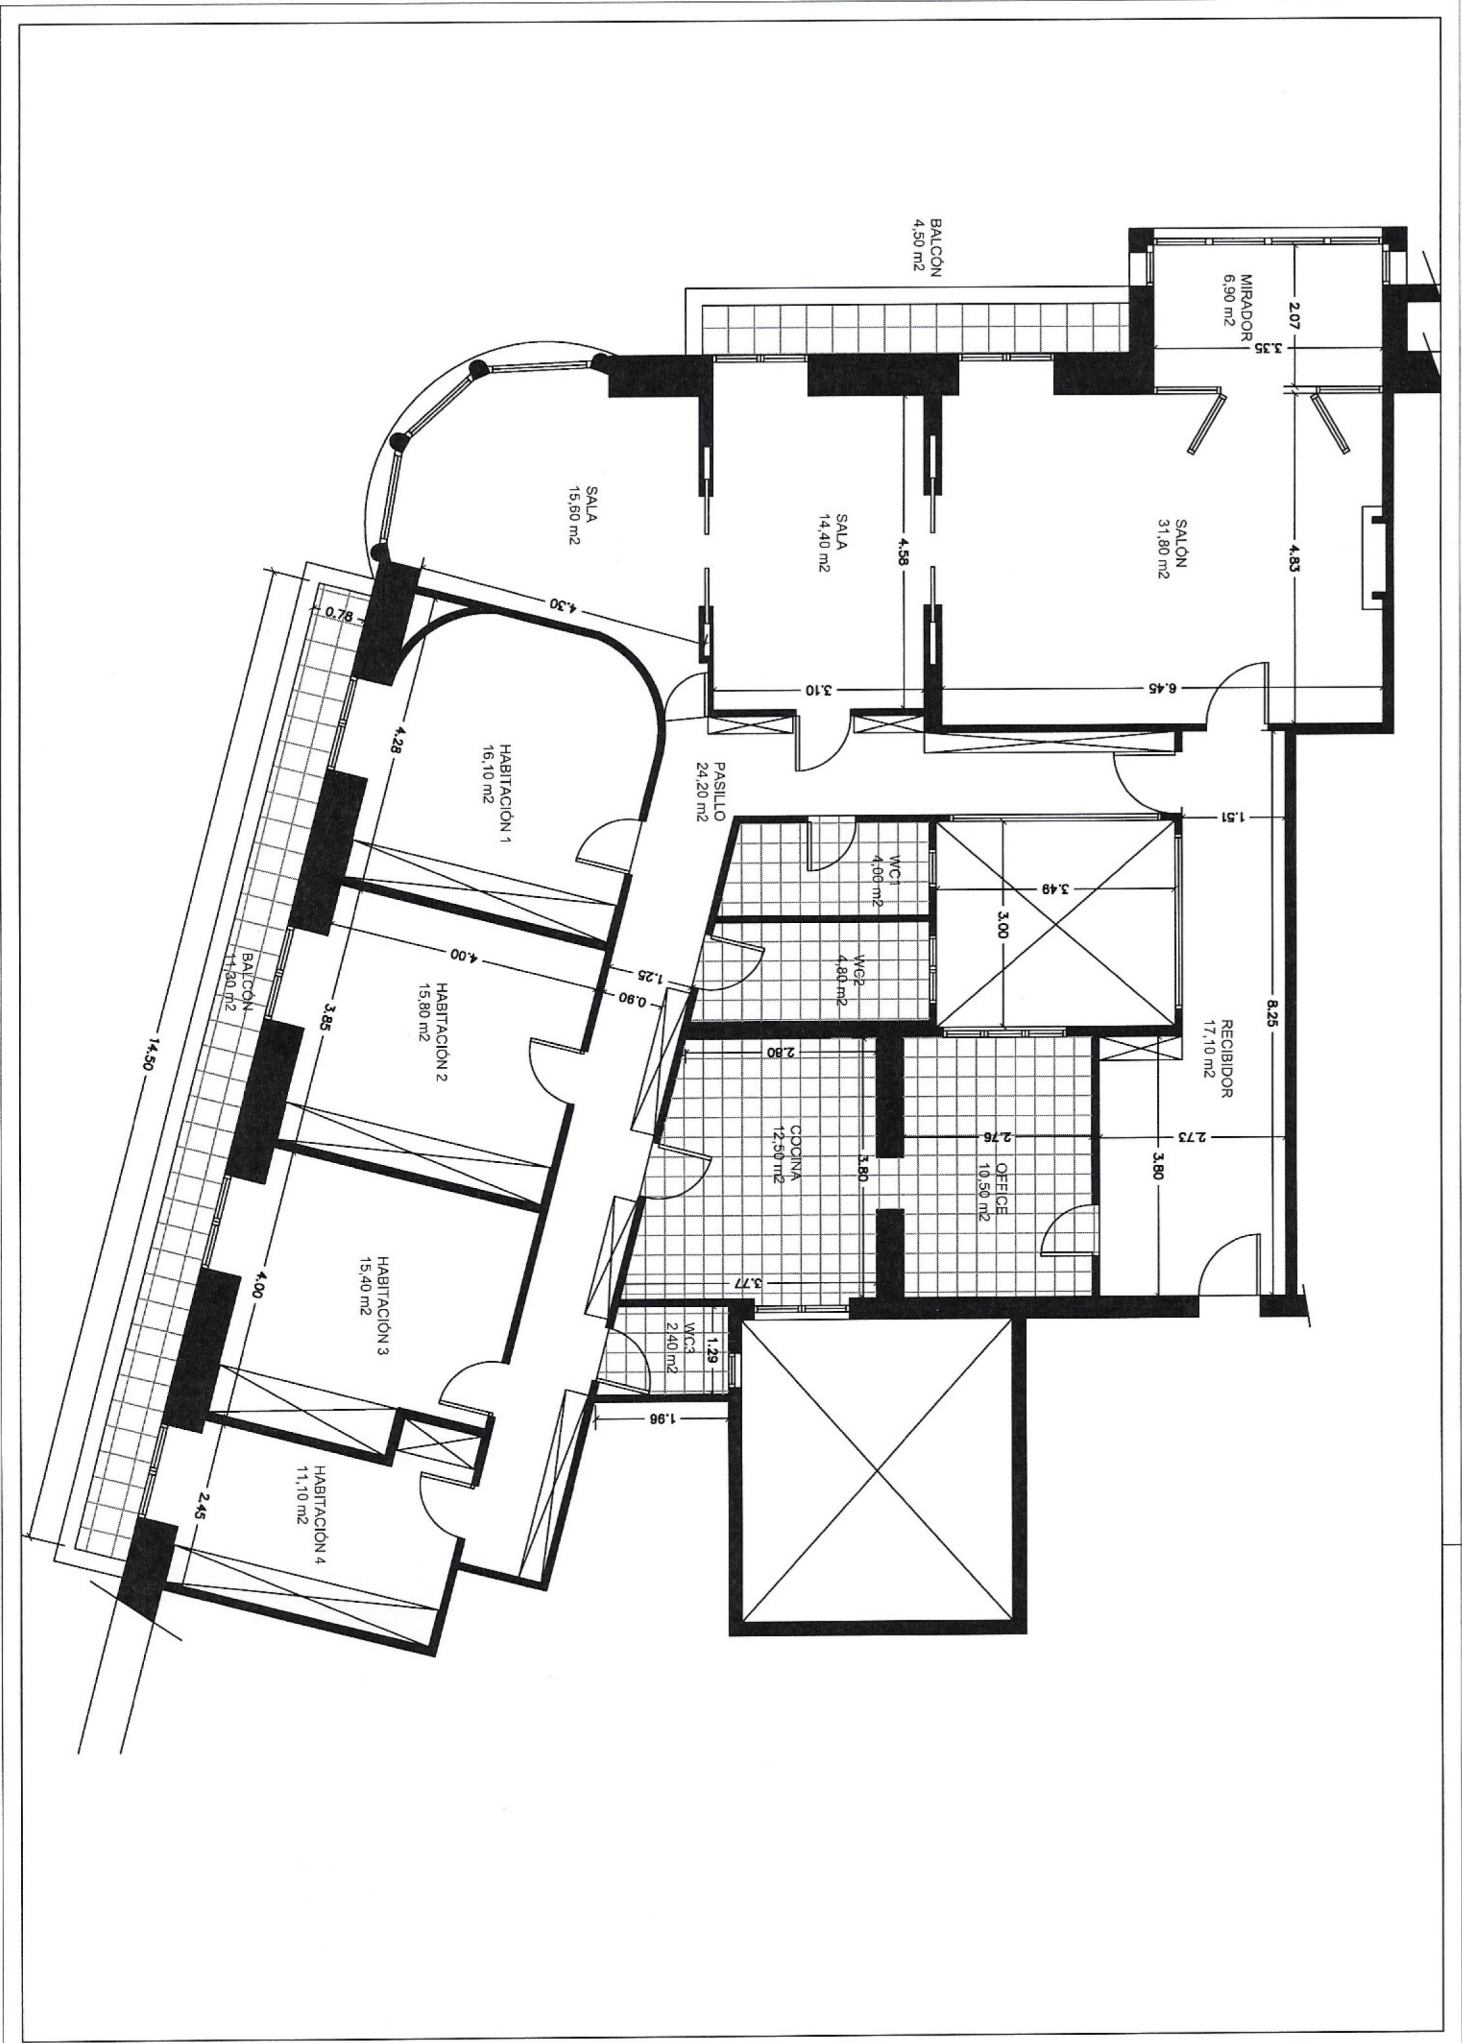 BALCÓN
4,50 m2
MIRADOR
6,90 m2
2.07
3.35
SALÓN
31,80 m2
4.83
6.45
SALA
14,40 m2
4.58
3.10
SALA
15,60 m2
4.30
0.78
HABITACIÓN 1
16,10 m2
4.28
PASILLO
24,20 m2
WC1
4,00 m2
WC2
4,80 m2
3.49
3.00
1.51
8.25
RECIBIDOR
17,10 m2
2.73
3.80
OFFICE
10,50 m2
2.76
COCINA
12,50 m2
2.80
3.80
3.77
1.25
0.90
HABITACIÓN 2
15,80 m2
4.00
3.85
BALCÓN
11,30 m2
14.50
HABITACIÓN 3
15,40 m2
4.00
WC3
2,40 m2
1.29
1.96
HABITACIÓN 4
11,10 m2
2.45